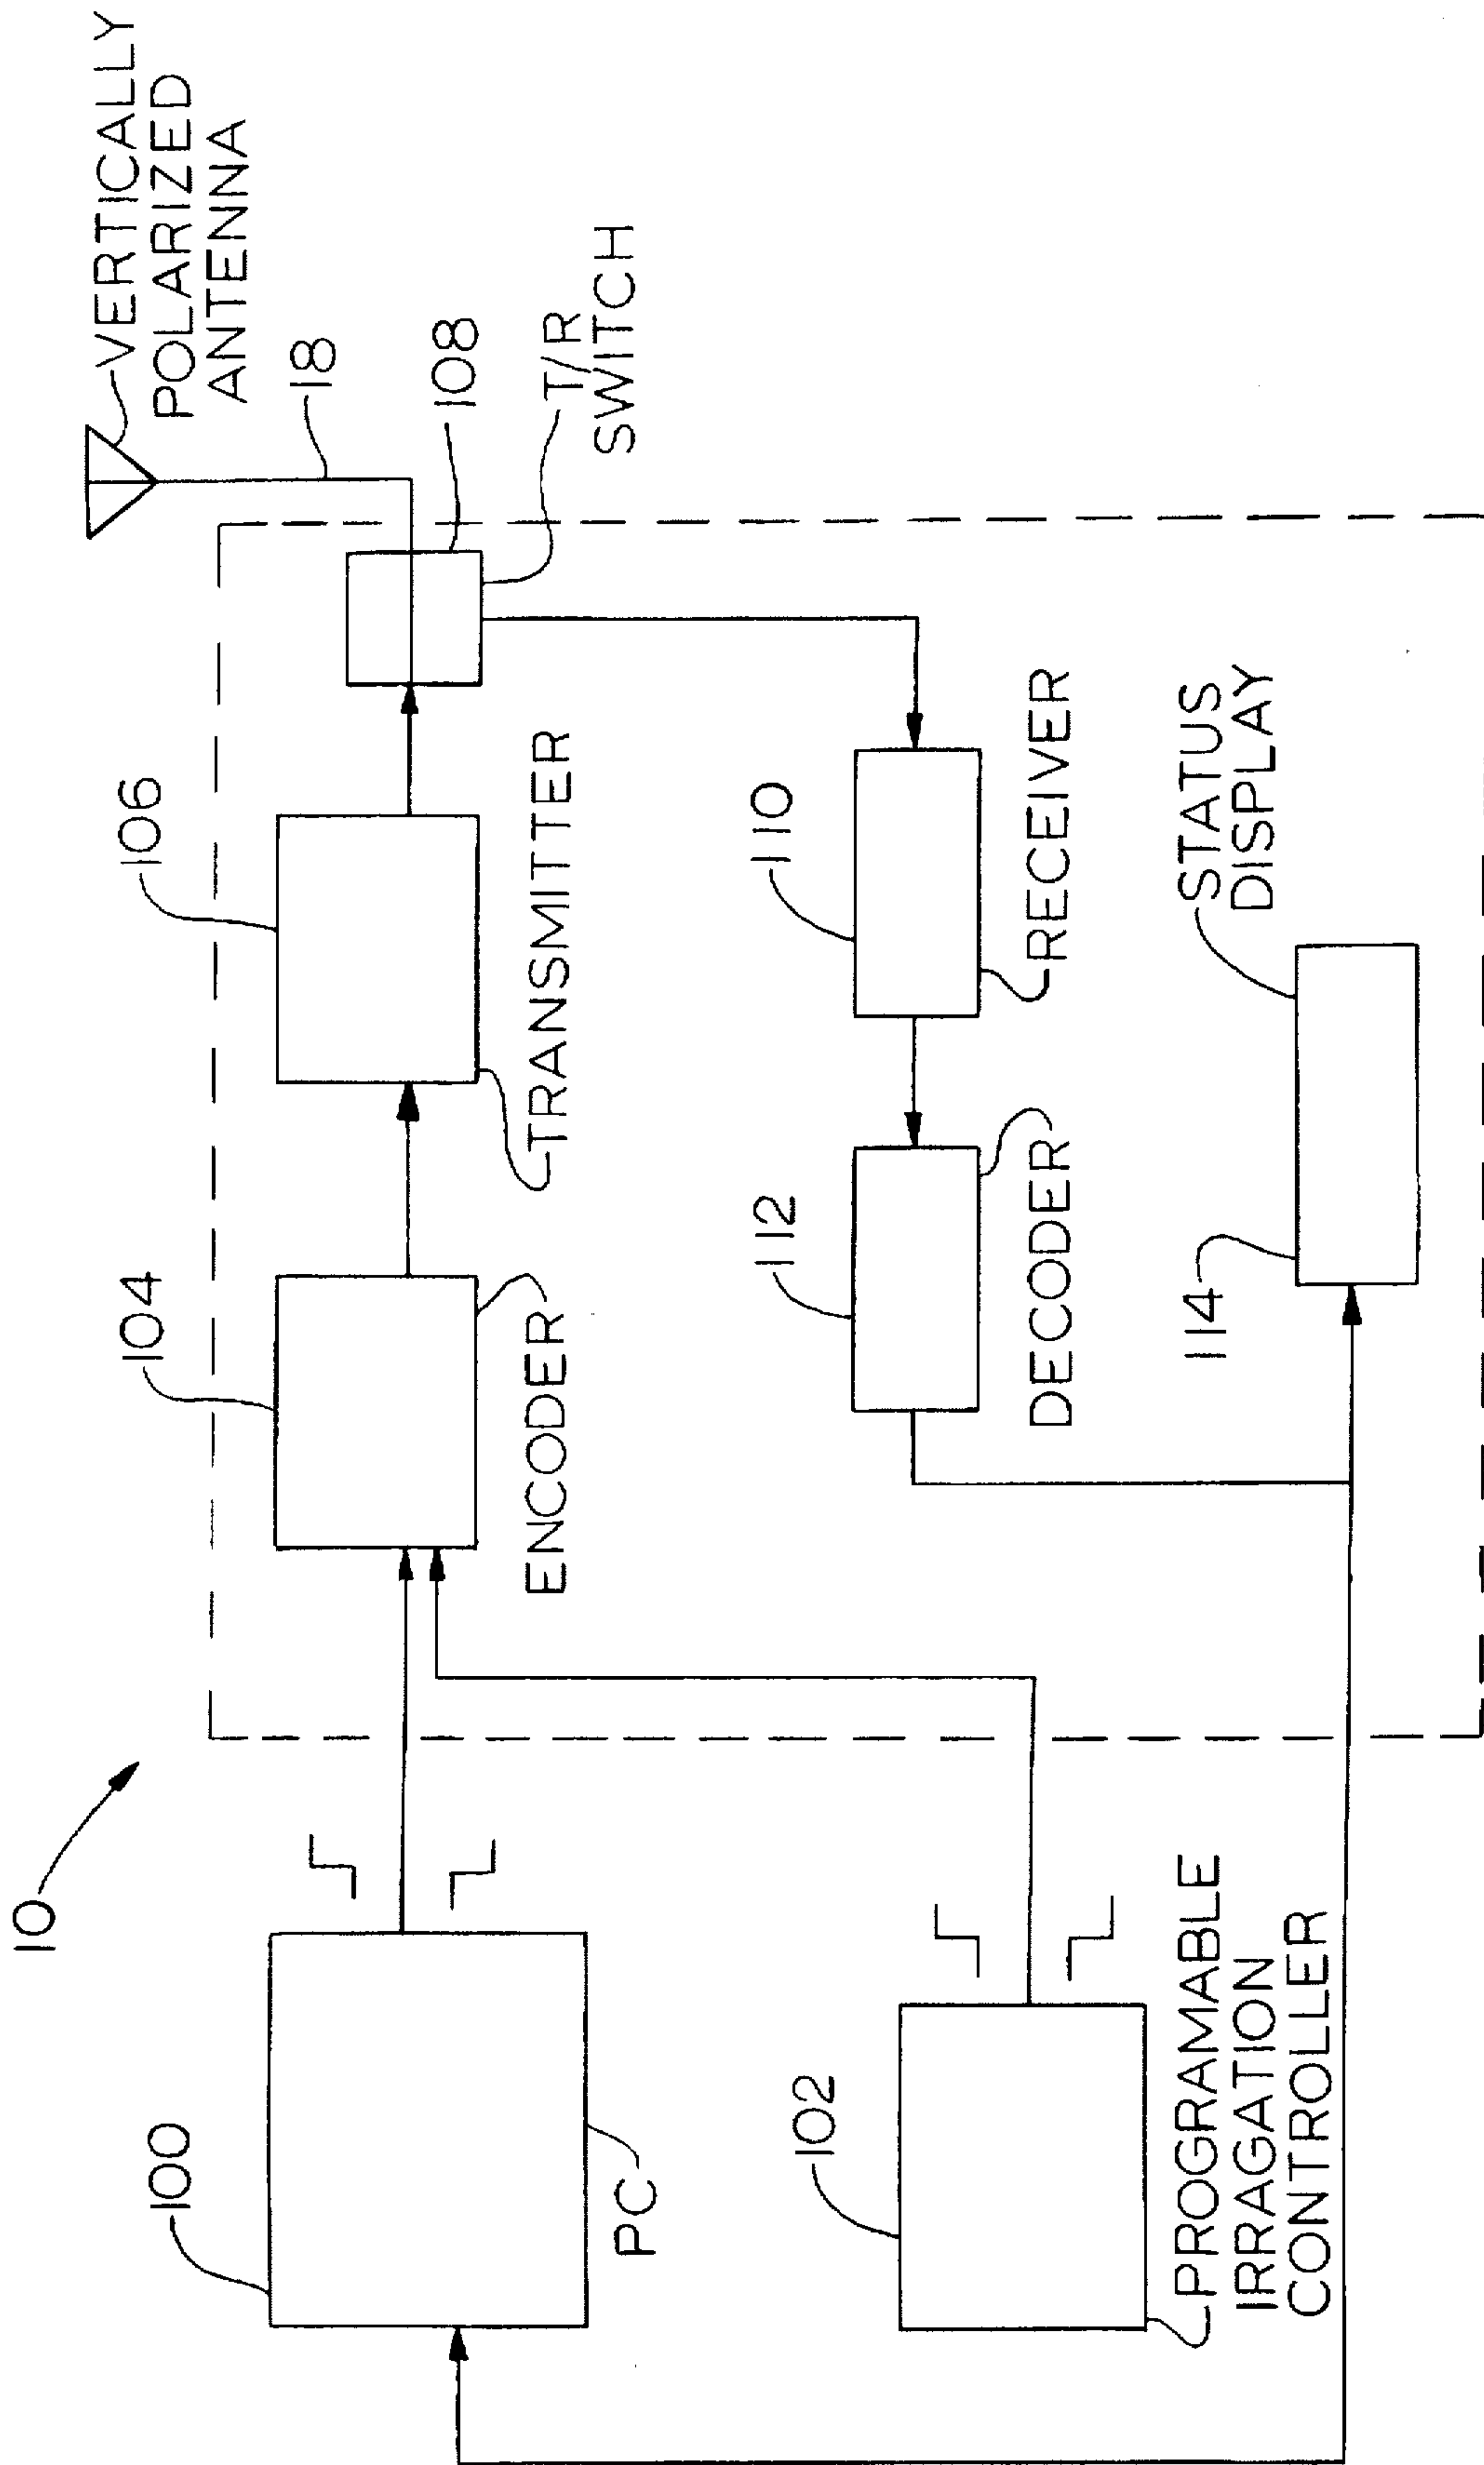 10
100
PC
102
PROGRAMABLE
IRRAGATION
CONTROLLER
104
ENCODER
106
TRANSMITTER
VERTICALLY
POLARIZED
ANTENNA
18
108
T/R
SWITCH
110
RECEIVER
112
DECODER
114
STATUS
DISPLAY